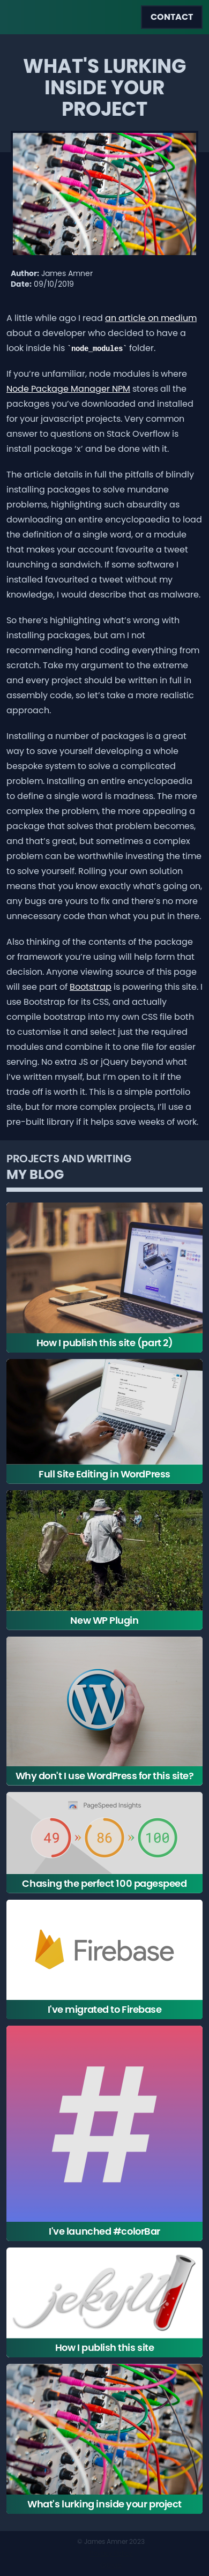 CONTACT
WHAT'S LURKING
INSIDE YOUR
PROJECT
Author: James Amner
Date: 09/10/2019
A little while ago I read an article on medium
about a developer who decided to have a
look inside his `node_modules` folder.
If you’re unfamiliar, node modules is where
Node Package Manager NPM stores all the
packages you’ve downloaded and installed
for your javascript projects. Very common
answer to questions on Stack Overflow is
install package ‘x’ and be done with it.
The article details in full the pitfalls of blindly
installing packages to solve mundane
problems, highlighting such absurdity as
downloading an entire encyclopaedia to load
the definition of a single word, or a module
that makes your account favourite a tweet
launching a sandwich. If some software I
installed favourited a tweet without my
knowledge, I would describe that as malware.
So there’s highlighting what’s wrong with
installing packages, but am I not
recommending hand coding everything from
scratch. Take my argument to the extreme
and every project should be written in full in
assembly code, so let’s take a more realistic
approach.
Installing a number of packages is a great
way to save yourself developing a whole
bespoke system to solve a complicated
problem. Installing an entire encyclopaedia
to define a single word is madness. The more
complex the problem, the more appealing a
package that solves that problem becomes,
and that’s great, but sometimes a complex
problem can be worthwhile investing the time
to solve yourself. Rolling your own solution
means that you know exactly what’s going on,
any bugs are yours to fix and there’s no more
unnecessary code than what you put in there.
Also thinking of the contents of the package
or framework you’re using will help form that
decision. Anyone viewing source of this page
will see part of Bootstrap is powering this site. I
use Bootstrap for its CSS, and actually
compile bootstrap into my own CSS file both
to customise it and select just the required
modules and combine it to one file for easier
serving. No extra JS or jQuery beyond what
I’ve written myself, but I’m open to it if the
trade off is worth it. This is a simple portfolio
site, but for more complex projects, I’ll use a
pre-built library if it helps save weeks of work.
PROJECTS AND WRITING
MY BLOG
How I publish this site (part 2)
Full Site Editing in WordPress
New WP Plugin
Why don't I use WordPress for this site?
PageSpeed Insights
49 » 86 » 100
Chasing the perfect 100 pagespeed
Firebase
I've migrated to Firebase
#
I've launched #colorBar
jekyll
How I publish this site
What's lurking inside your project
© James Amner 2023